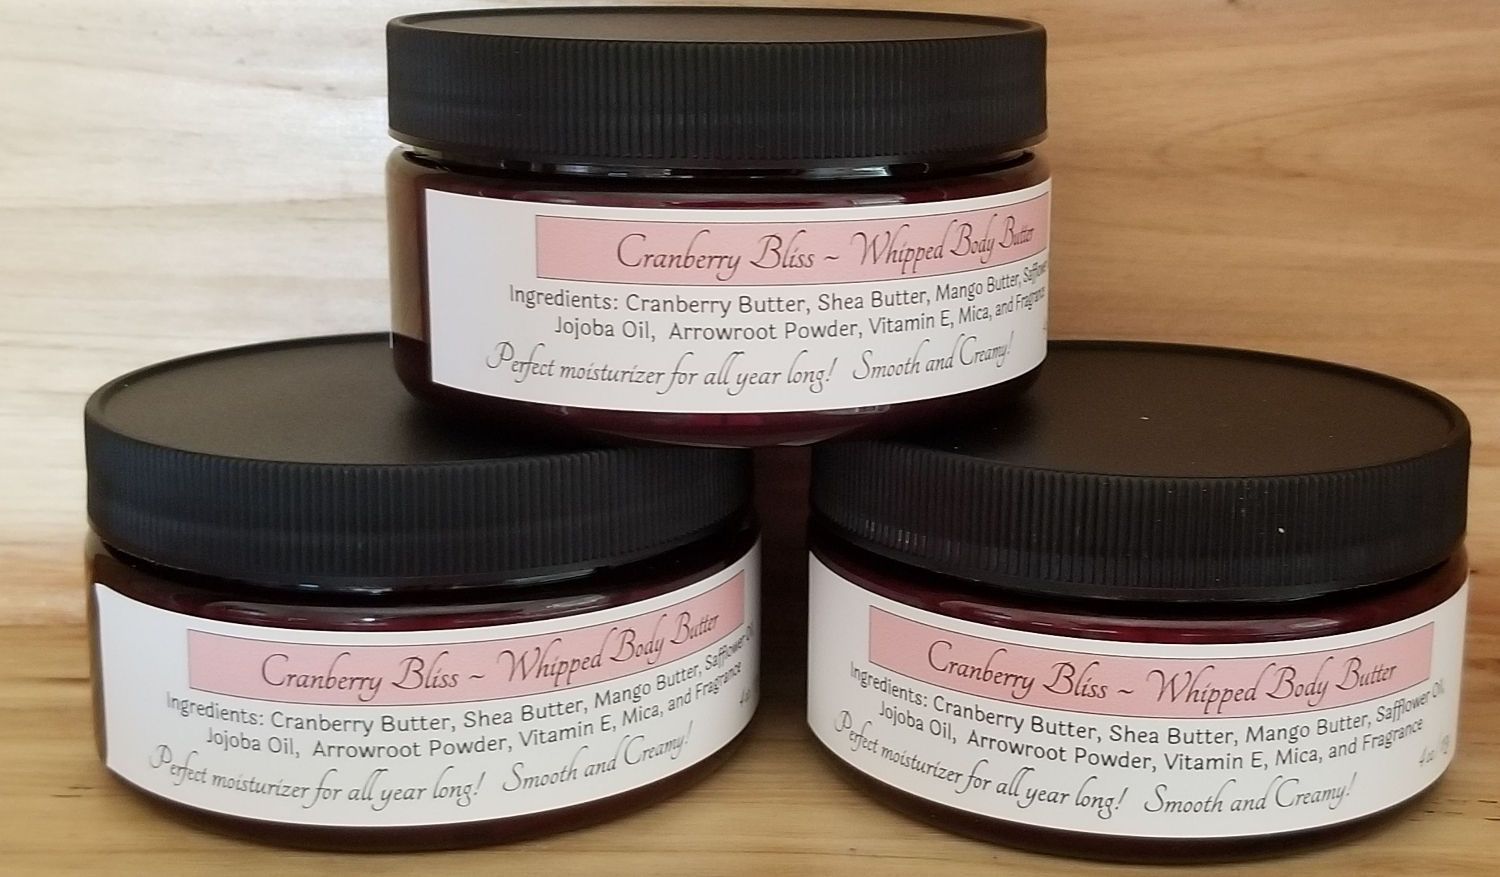 Cranberry Bliss ~ Whipped Body Butter
Ingredients: Cranberry Butter, Shea Butter, Mango Butter, Safflower
Jojoba Oil, Arrowroot Powder, Vitamin E, Mica, and Fragrance
Perfect moisturizer for all year long! Smooth and Creamy!
Cranberry Bliss ~ Whipped Body Butter
Ingredients: Cranberry Butter, Shea Butter, Mango Butter, Safflower Oil,
Jojoba Oil, Arrowroot Powder, Vitamin E, Mica, and Fragrance
Perfect moisturizer for all year long! Smooth and Creamy!
Cranberry Bliss ~ Whipped Body Butter
Ingredients: Cranberry Butter, Shea Butter, Mango Butter, Safflower Oil,
Jojoba Oil, Arrowroot Powder, Vitamin E, Mica, and Fragrance
Perfect moisturizer for all year long! Smooth and Creamy!
4 oz.